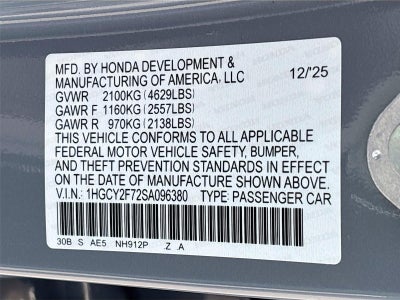 MFD. BY HONDA DEVELOPMENT &
MANUFACTURING OF AMERICA, LLC 12/'25
GVWR 2100KG (4629LBS)
GAWR F 1160KG (2557LBS)
GAWR R 970KG (2138LBS)
THIS VEHICLE CONFORMS TO ALL APPLICABLE
FEDERAL MOTOR VEHICLE SAFETY, BUMPER,
AND THEFT PREVENTION STANDARDS IN EFFECT
ON THE DATE OF MANUFACTURE SHOWN ABOVE.
V.I.N.: 1HGCY2F72SA096380 TYPE: PASSENGER CAR
30B S AE5 NH912P Z .A